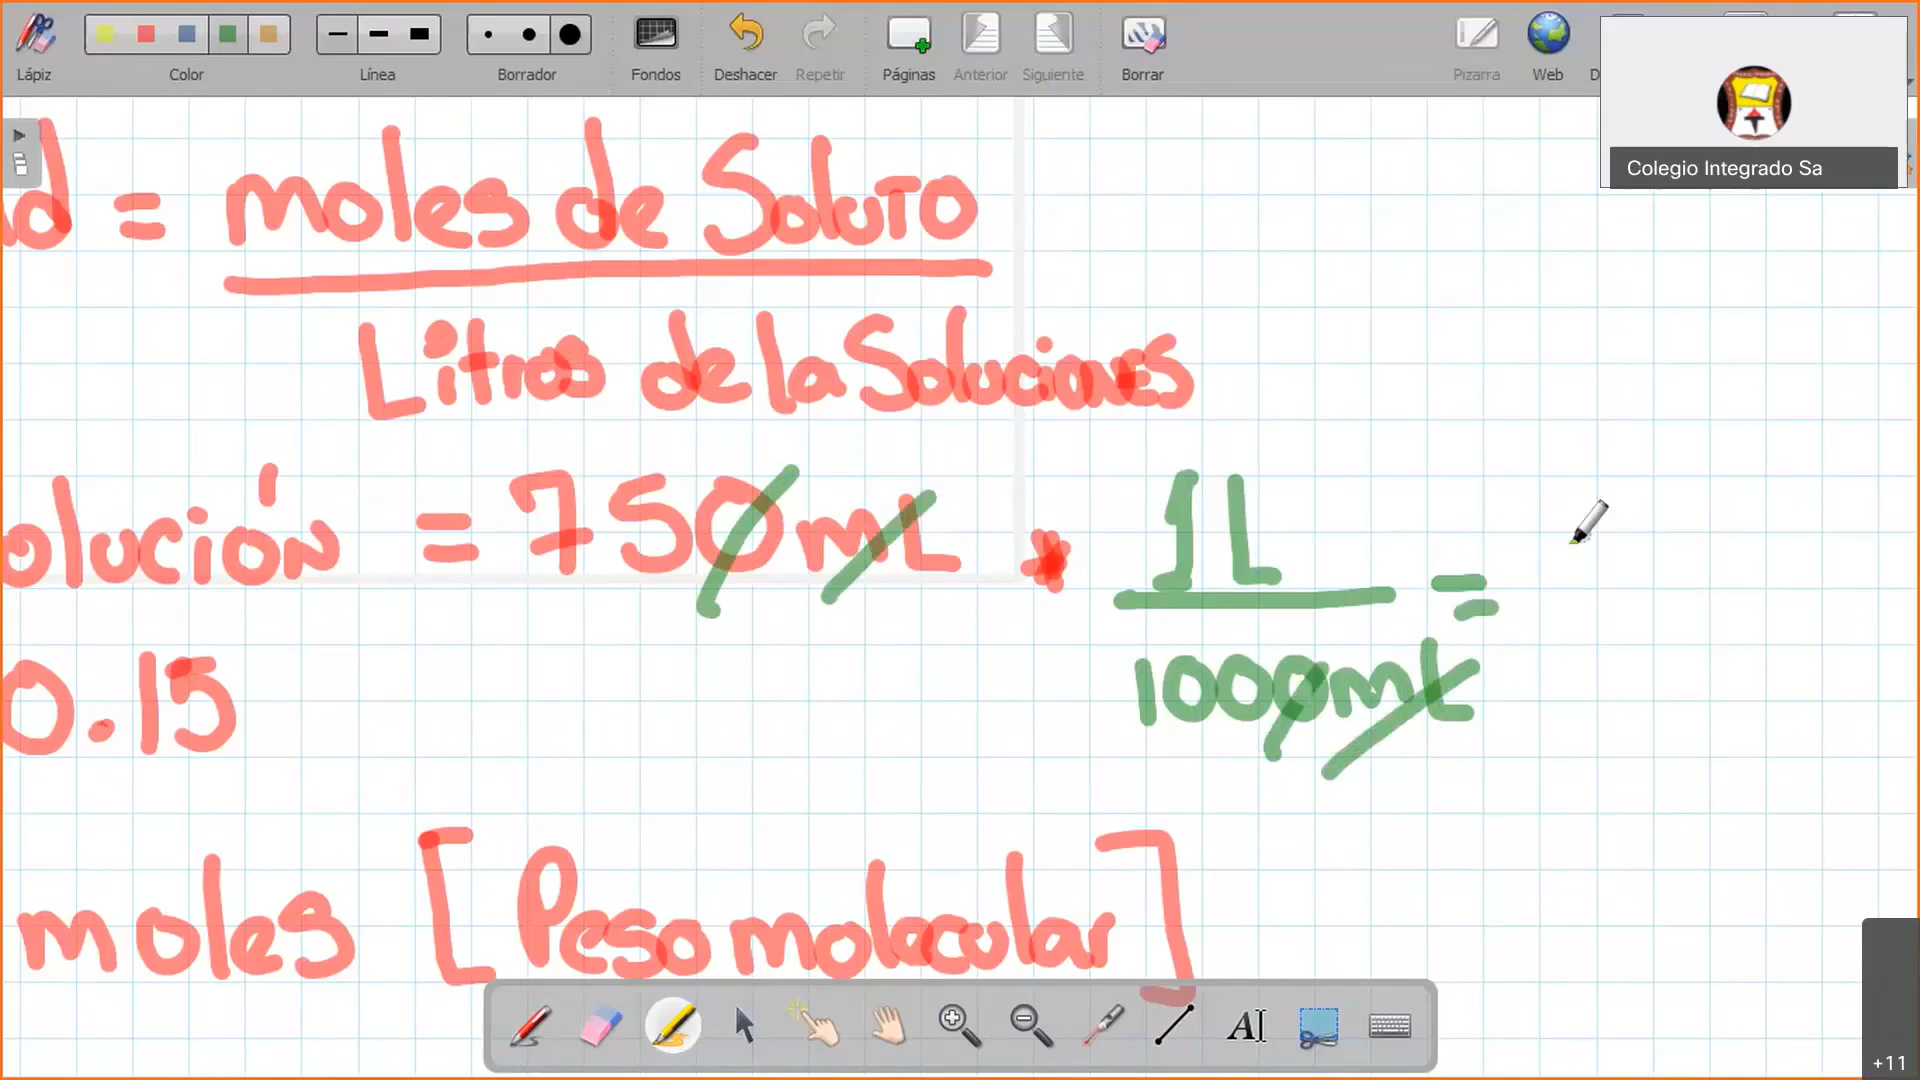 Lápiz Color Línea Borrador Fondos Deshacer Repetir Páginas Anterior Siguiente Borrar Pizarra Web D
Colegio Integrado Sa
d = moles de Soluto
Litros de la Soluciones
olución = 750 mL * 1L =
1000mL
0.15
moles [Peso molecular]
AI
+11